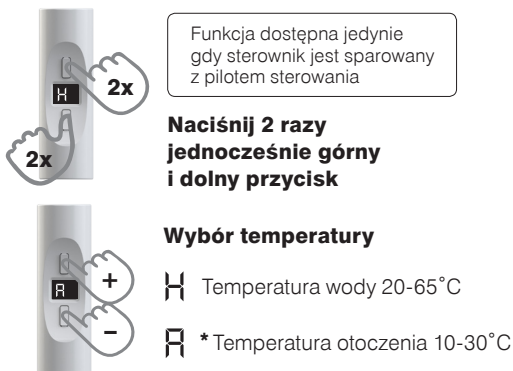 Funkcja dostępna jedynie
gdy sterownik jest sparowany
z pilotem sterowania
2x
H
2x
Naciśnij 2 razy
jednocześnie górny
i dolny przycisk
Wybór temperatury
A
+
-
H Temperatura wody 20-65°C
A * Temperatura otoczenia 10-30°C